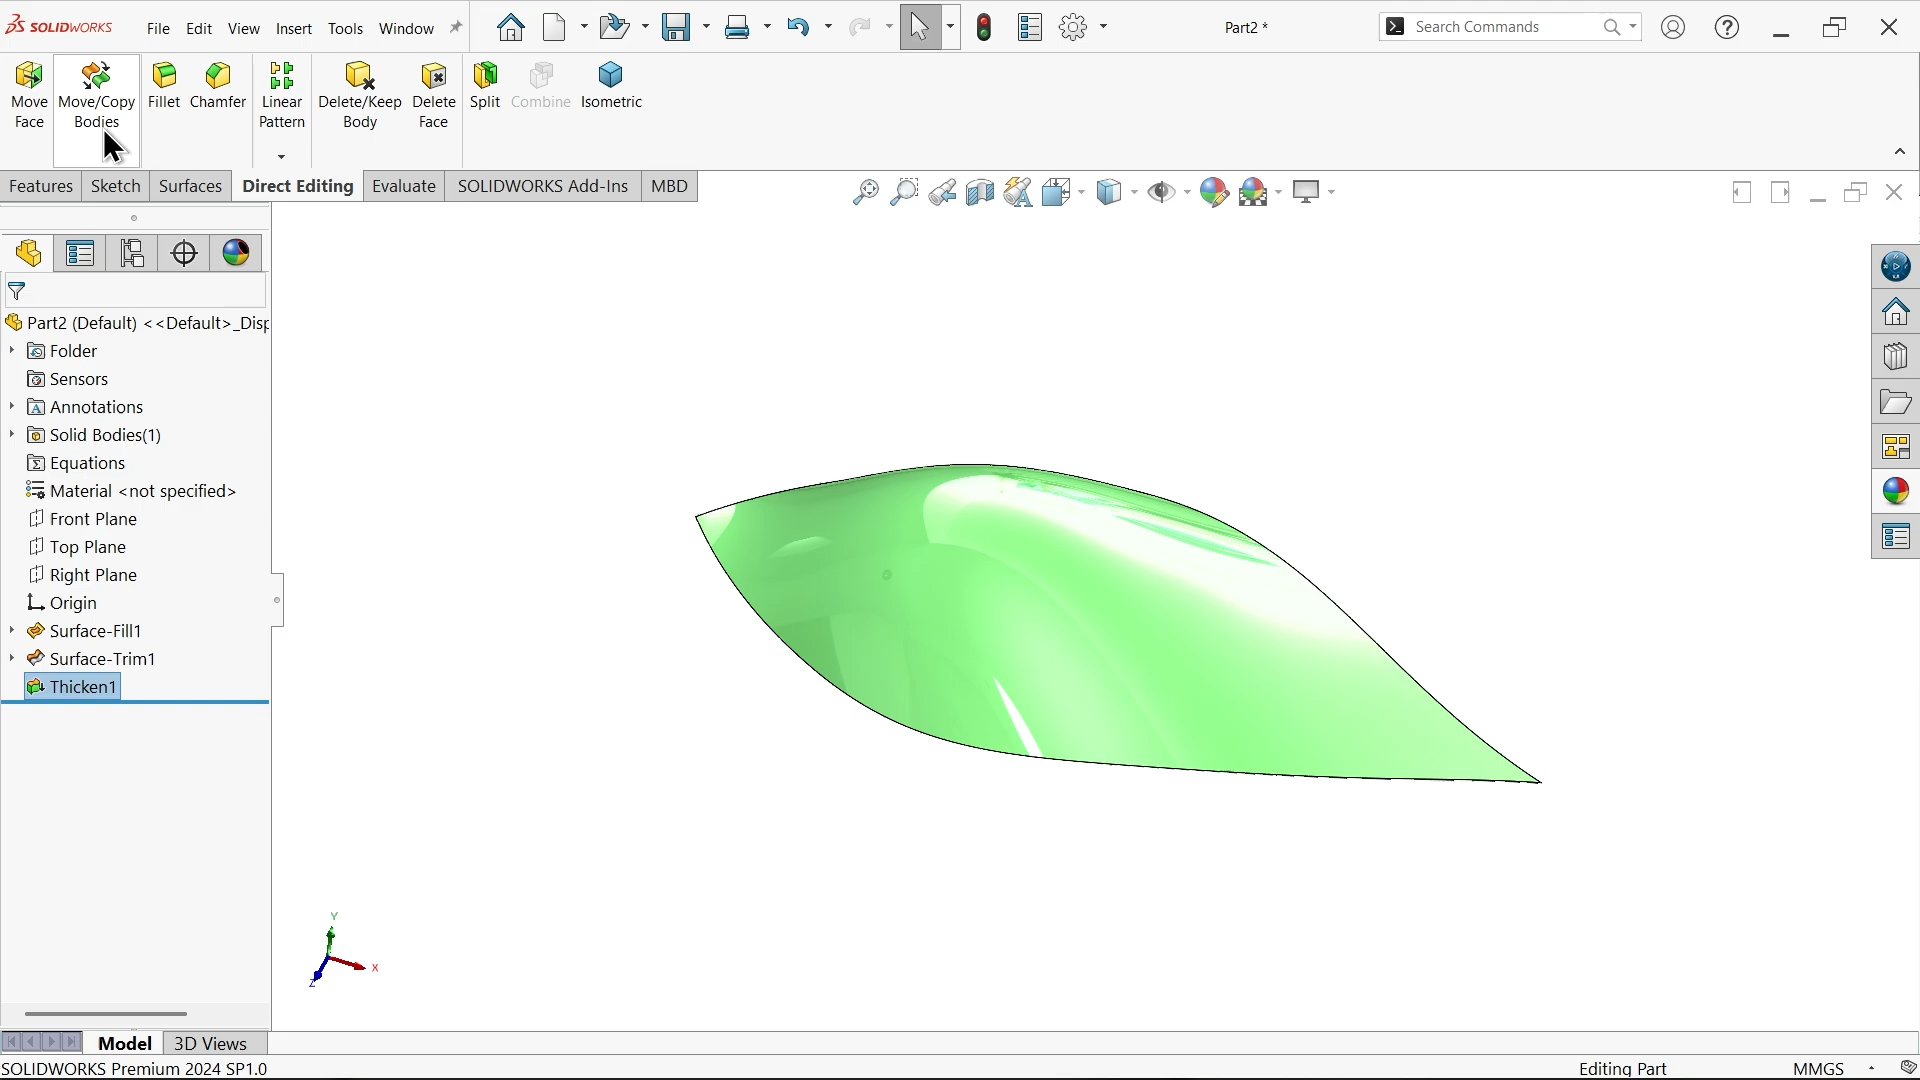 SOLIDWORKS File Edit View Insert Tools Window Part2 * Search Commands
Move Face
Move/Copy Bodies
Fillet
Chamfer
Linear Pattern
Delete/Keep Body
Delete Face
Split
Combine
Isometric
Features Sketch Surfaces Direct Editing Evaluate SOLIDWORKS Add-Ins MBD
Part2 (Default) <<Default>_Disp
Folder
Sensors
Annotations
Solid Bodies(1)
Equations
Material <not specified>
Front Plane
Top Plane
Right Plane
Origin
Surface-Fill1
Surface-Trim1
Thicken1
Y
X
Z
Model 3D Views
SOLIDWORKS Premium 2024 SP1.0 Editing Part MMGS